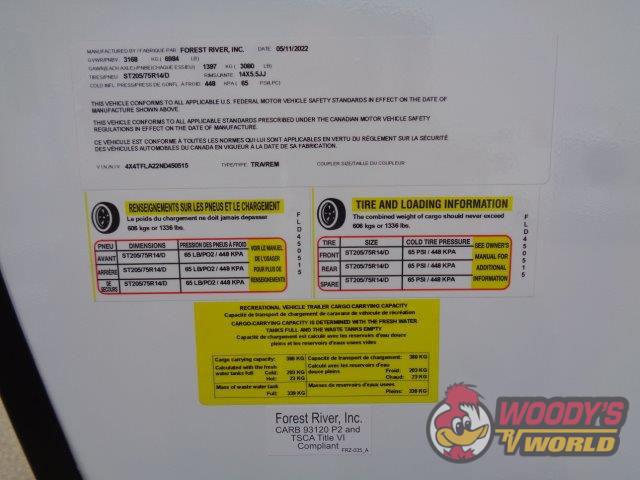 MANUFACTURED BY / FABRIQUÉ PAR: FOREST RIVER, INC. DATE: 05/11/2022
GVWR/PNBV: 3168 KG ( 6984 LB)
GAWR(EACH AXLE)/PNBE(CHAQUE ESSIEU) 1397 KG ( 3080 LB)
TIRES/PNEU ST205/75R14/D RIMS/JANTE: 14X5.5JJ
COLD INFL. PRESS/PRESS DE GONFL À FROID: 448 KPA ( 65 PSI/LPC)
THIS VEHICLE CONFORMS TO ALL APPLICABLE U.S. FEDERAL MOTOR VEHICLE SAFETY STANDARDS IN EFFECT ON THE DATE OF
MANUFACTURE SHOWN ABOVE.
THIS VEHICLE CONFORMS TO ALL APPLICABLE STANDARDS PRESCRIBED UNDER THE CANADIAN MOTOR VEHICLE SAFETY
REGULATIONS IN EFFECT ON THE DATE OF MANUFACTURE.
CE VÉHICULE EST CONFORME À TOUTES LES NORMES QUI LUI SONT APPLICABLES EN VERTU DU RÈGLEMENT SUR LA SÉCURITÉ
DES VÉHICULES AUTOMOBILES DU CANADA EN VIGUEUR À LA DATE DE SA FABRICATION.
V.I.N./N.I.V.: 4X4TFLA22ND450515 TYPE/TYPE: TRA/REM COUPLER SIZE/TAILLE DU COUPLEUR
RENSEIGNEMENTS SUR LES PNEUS ET LE CHARGEMENT
Le poids du chargement ne doit jamais depasser
606 kgs or 1336 lbs.
PNEU DIMENSIONS PRESSION DES PNEUS À FROID
AVANT ST205/75R14/D 65 LB/PO2 / 448 KPA
ARRIÈRE ST205/75R14/D 65 LB/PO2 / 448 KPA
DE SECOURS ST205/75R14/D 65 LB/PO2 / 448 KPA
VOIR LE MANUEL
DE L'USAGER
POUR PLUS DE
RENSEIGNEMENTS
FLD450515
TIRE AND LOADING INFORMATION
The combined weight of cargo should never exceed
606 kgs or 1336 lbs.
TIRE SIZE COLD TIRE PRESSURE
FRONT ST205/75R14/D 65 PSI / 448 KPA
REAR ST205/75R14/D 65 PSI / 448 KPA
SPARE ST205/75R14/D 65 PSI / 448 KPA
SEE OWNER'S
MANUAL FOR
ADDITIONAL
INFORMATION
FLD450515
RECREATIONAL VEHICLE TRAILER CARGO CARRYING CAPACITY
Capacite de transport de chargement de caravane de véhicule de récréation
CARGO-CARRYING CAPACITY IS DETERMINED WITH THE FRESH WATER
TANKS FULL AND THE WASTE TANKS EMPTY
Capacité de chargement est calculé avec les réservoirs d'eau douce
pleins et les reservoirs d'eaux usees vides
Cargo carrying capacity: 380 KG Capacite de transport de chargement: 380 KG
Calculated with the fresh
water tanks full Cold: 203 KG
Hot: 23 KG
Calculé avec les réservoirs d'eau
douce pleins Froid: 203 KG
Chaud: 23 KG
Mass of waste water tank
Full: 339 KG
Masses de reservoirs d'eaux usees
Pleins: 339 KG
Forest River, Inc.
CARB 93120 P2 and
TSCA Title VI
Compliant
FRZ-035_A
WOODY'S
RV WORLD